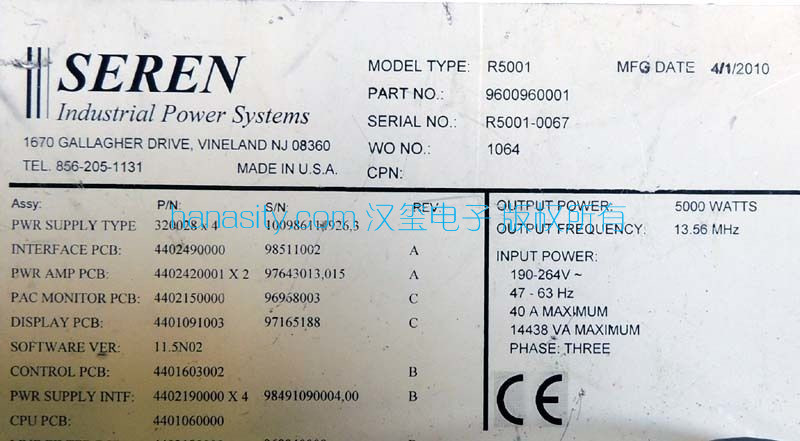 SEREN
Industrial Power Systems
1670 GALLAGHER DRIVE, VINELAND NJ 08360
TEL. 856-205-1131 MADE IN U.S.A.
MODEL TYPE: R5001 MFG DATE 4/1/2010
PART NO.: 9600960001
SERIAL NO.: R5001-0067
WO NO.: 1064
CPN:
Assy: P/N: S/N: REV
PWR SUPPLY TYPE 320028 x 4
INTERFACE PCB: 4402490000 98511002 A
PWR AMP PCB: 4402420001 X 2 97643013,015 A
PAC MONITOR PCB: 4402150000 96968003 C
DISPLAY PCB: 4401091003 97165188 C
SOFTWARE VER: 11.5N02
CONTROL PCB: 4401603002 B
PWR SUPPLY INTF: 4402190000 X 4 98491090004,00 B
CPU PCB: 4401060000
OUTPUT POWER: 5000 WATTS
OUTPUT FREQUENCY: 13.56 MHz
INPUT POWER:
190-264V ~
47 - 63 Hz
40 A MAXIMUM
14438 VA MAXIMUM
PHASE: THREE
CE
hanasity.com 汉玺电子 版权所有